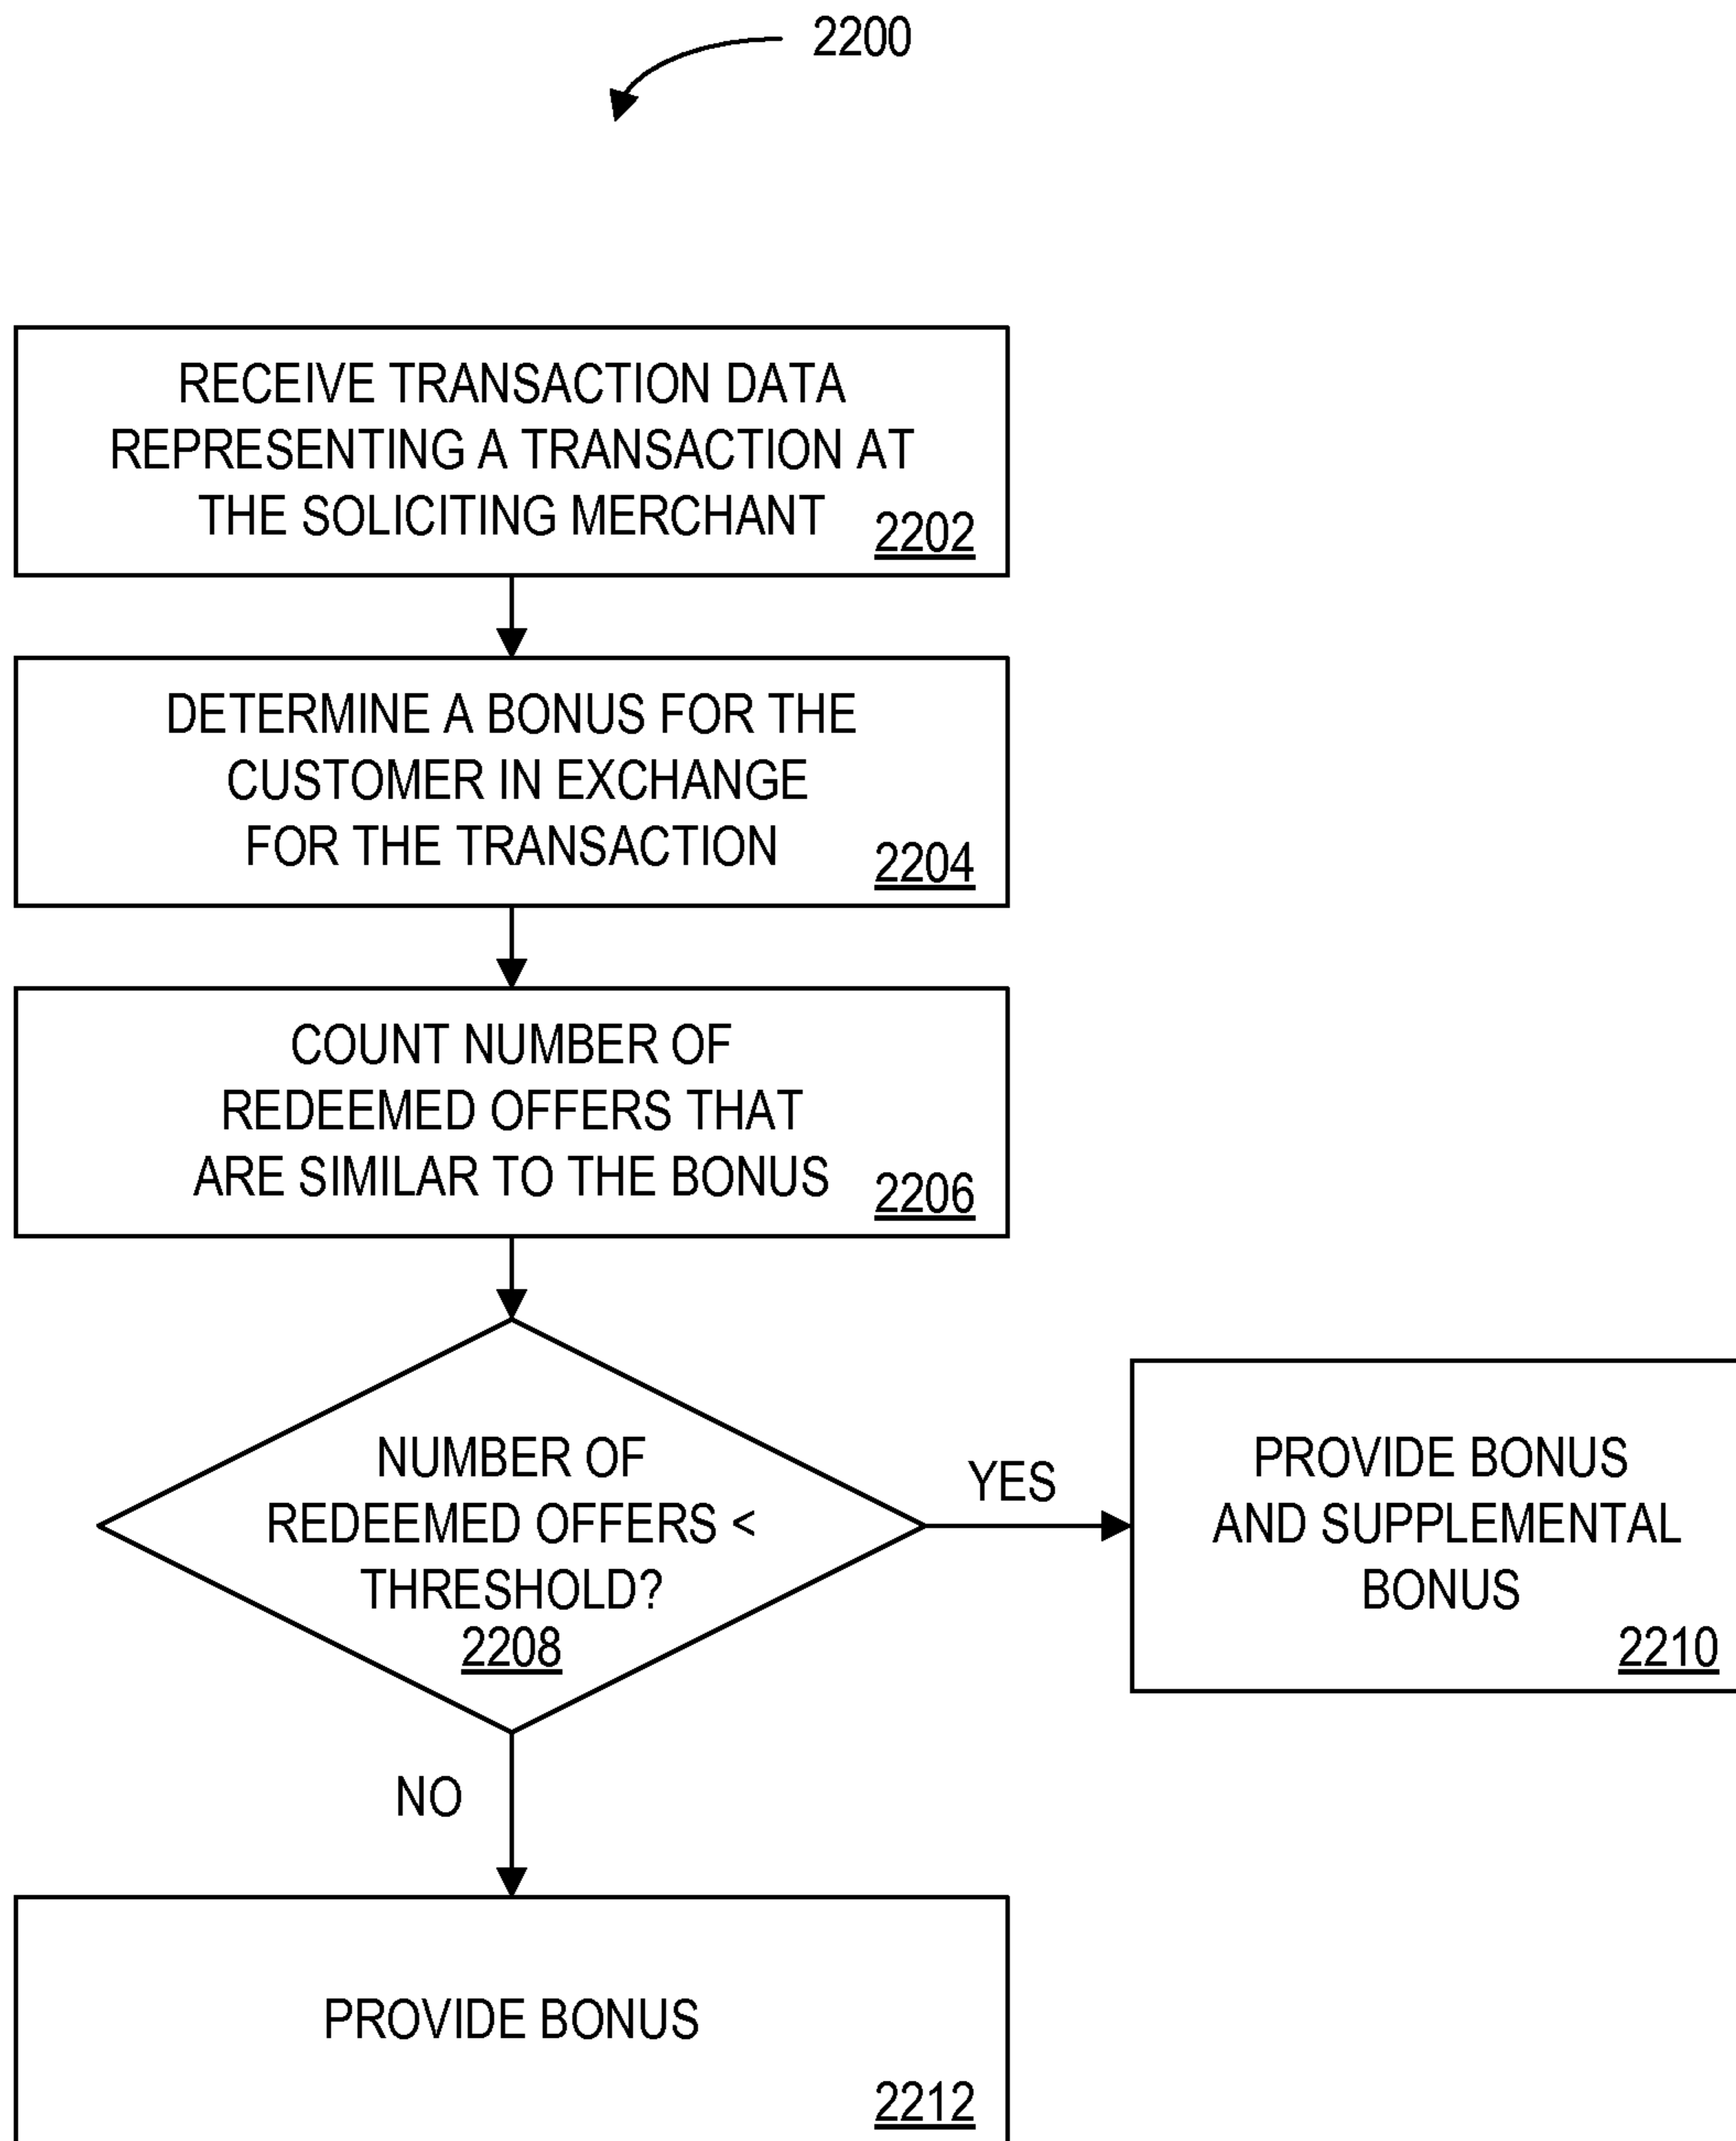 2200
RECEIVE TRANSACTION DATA
REPRESENTING A TRANSACTION AT
THE SOLICITING MERCHANT
2202
DETERMINE A BONUS FOR THE
CUSTOMER IN EXCHANGE
FOR THE TRANSACTION
2204
COUNT NUMBER OF
REDEEMED OFFERS THAT
ARE SIMILAR TO THE BONUS
2206
NUMBER OF
REDEEMED OFFERS <
THRESHOLD?
2208
YES
PROVIDE BONUS
AND SUPPLEMENTAL
BONUS
2210
NO
PROVIDE BONUS
2212